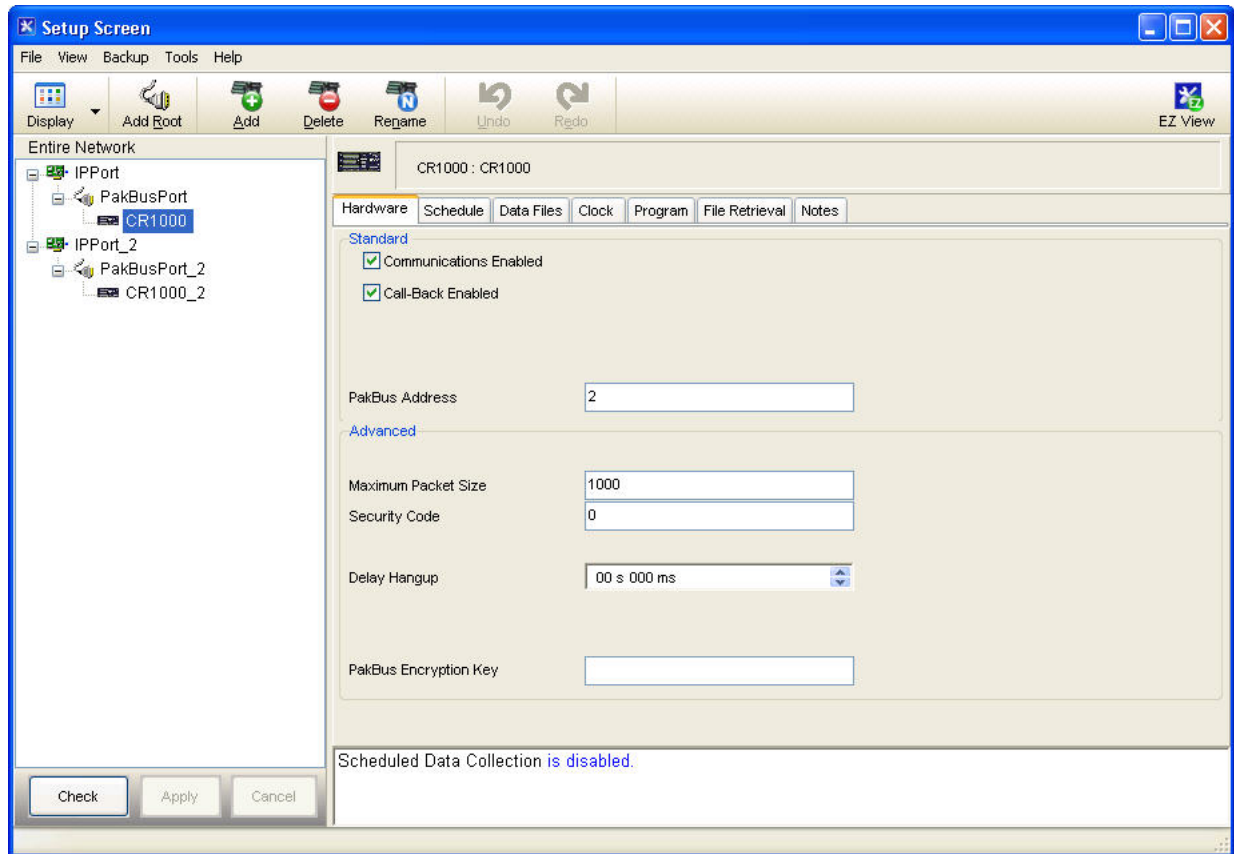 Setup Screen
File View Backup Tools Help
Display Add Root Add Delete Rename Undo Redo EZ View
Entire Network
IPPort
PakBusPort
CR1000
IPPort_2
PakBusPort_2
CR1000_2
CR1000 : CR1000
Hardware Schedule Data Files Clock Program File Retrieval Notes
Standard
Communications Enabled
Call-Back Enabled
PakBus Address 2
Advanced
Maximum Packet Size 1000
Security Code 0
Delay Hangup 00 s 000 ms
PakBus Encryption Key
Scheduled Data Collection is disabled.
Check Apply Cancel